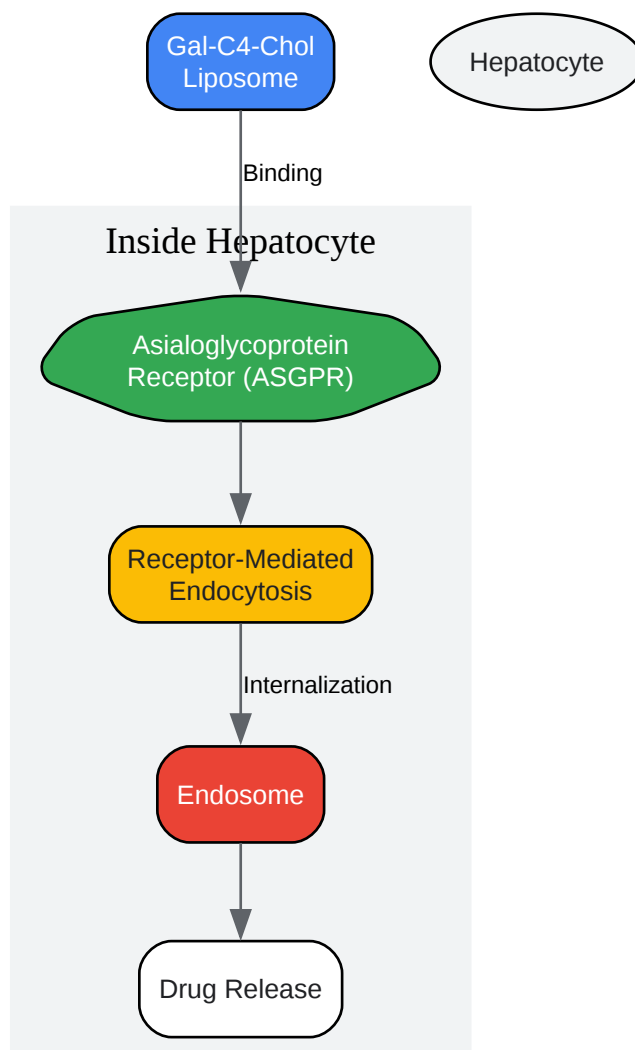 Gal-C4-Chol
Liposome
Hepatocyte
Binding
Inside Hepatocyte
Asialoglycoprotein
Receptor (ASGPR)
Receptor-Mediated
Endocytosis
Internalization
Endosome
Drug Release